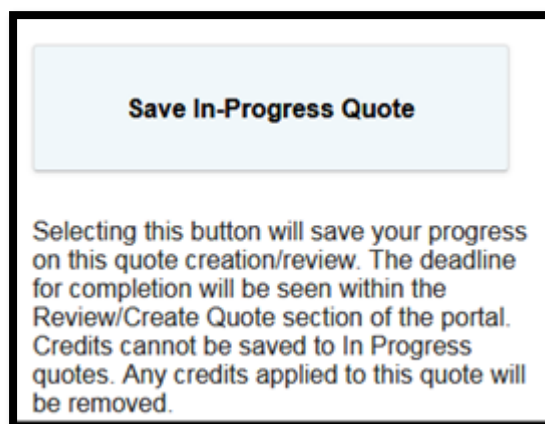 Save In-Progress Quote
Selecting this button will save your progress
on this quote creation/review. The deadline
for completion will be seen within the
Review/Create Quote section of the portal.
Credits cannot be saved to In Progress
quotes. Any credits applied to this quote will
be removed.